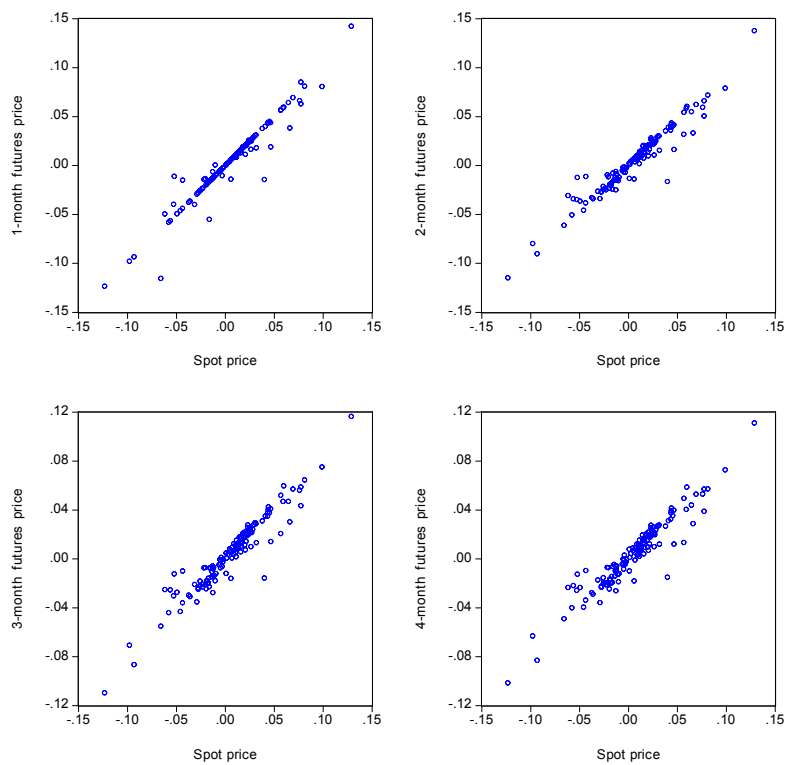 .15 .10 .05 .00 -.05 -.10 -.15
1-month futures price
-.15 -.10 -.05 .00 .05 .10 .15
Spot price
.15 .10 .05 .00 -.05 -.10 -.15
2-month futures price
-.15 -.10 -.05 .00 .05 .10 .15
Spot price
.12 .08 .04 .00 -.04 -.08 -.12
3-month futures price
-.15 -.10 -.05 .00 .05 .10 .15
Spot price
.12 .08 .04 .00 -.04 -.08 -.12
4-month futures price
-.15 -.10 -.05 .00 .05 .10 .15
Spot price